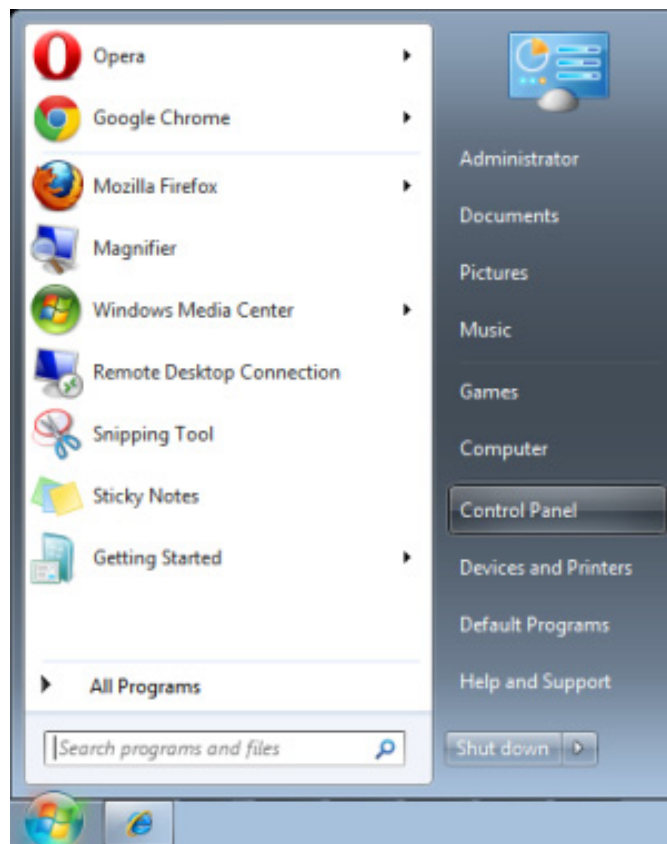 Opera
Google Chrome
Mozilla Firefox
Magnifier
Windows Media Center
Remote Desktop Connection
Snipping Tool
Sticky Notes
Getting Started
All Programs
Search programs and files
Administrator
Documents
Pictures
Music
Games
Computer
Control Panel
Devices and Printers
Default Programs
Help and Support
Shut down